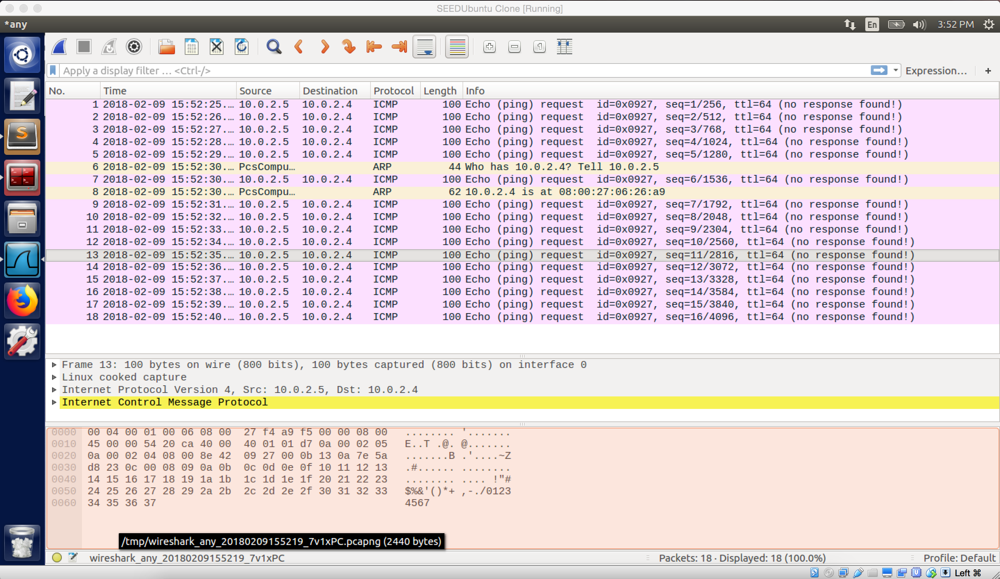 SEEDUbuntu Clone [Running]
*any
En
3:52 PM
Apply a display filter … <Ctrl-/>
Expression…
+
No. Time Source Destination Protocol Length Info
1 2018-02-09 15:52:25.… 10.0.2.5 10.0.2.4 ICMP 100 Echo (ping) request id=0x0927, seq=1/256, ttl=64 (no response found!)
2 2018-02-09 15:52:26.… 10.0.2.5 10.0.2.4 ICMP 100 Echo (ping) request id=0x0927, seq=2/512, ttl=64 (no response found!)
3 2018-02-09 15:52:27.… 10.0.2.5 10.0.2.4 ICMP 100 Echo (ping) request id=0x0927, seq=3/768, ttl=64 (no response found!)
4 2018-02-09 15:52:28.… 10.0.2.5 10.0.2.4 ICMP 100 Echo (ping) request id=0x0927, seq=4/1024, ttl=64 (no response found!)
5 2018-02-09 15:52:29.… 10.0.2.5 10.0.2.4 ICMP 100 Echo (ping) request id=0x0927, seq=5/1280, ttl=64 (no response found!)
6 2018-02-09 15:52:30.… PcsCompu… ARP 44 Who has 10.0.2.4? Tell 10.0.2.5
7 2018-02-09 15:52:30.… 10.0.2.5 10.0.2.4 ICMP 100 Echo (ping) request id=0x0927, seq=6/1536, ttl=64 (no response found!)
8 2018-02-09 15:52:30.… PcsCompu… ARP 62 10.0.2.4 is at 08:00:27:06:26:a9
9 2018-02-09 15:52:31.… 10.0.2.5 10.0.2.4 ICMP 100 Echo (ping) request id=0x0927, seq=7/1792, ttl=64 (no response found!)
10 2018-02-09 15:52:32.… 10.0.2.5 10.0.2.4 ICMP 100 Echo (ping) request id=0x0927, seq=8/2048, ttl=64 (no response found!)
11 2018-02-09 15:52:33.… 10.0.2.5 10.0.2.4 ICMP 100 Echo (ping) request id=0x0927, seq=9/2304, ttl=64 (no response found!)
12 2018-02-09 15:52:34.… 10.0.2.5 10.0.2.4 ICMP 100 Echo (ping) request id=0x0927, seq=10/2560, ttl=64 (no response found!)
13 2018-02-09 15:52:35.… 10.0.2.5 10.0.2.4 ICMP 100 Echo (ping) request id=0x0927, seq=11/2816, ttl=64 (no response found!)
14 2018-02-09 15:52:36.… 10.0.2.5 10.0.2.4 ICMP 100 Echo (ping) request id=0x0927, seq=12/3072, ttl=64 (no response found!)
15 2018-02-09 15:52:37.… 10.0.2.5 10.0.2.4 ICMP 100 Echo (ping) request id=0x0927, seq=13/3328, ttl=64 (no response found!)
16 2018-02-09 15:52:38.… 10.0.2.5 10.0.2.4 ICMP 100 Echo (ping) request id=0x0927, seq=14/3584, ttl=64 (no response found!)
17 2018-02-09 15:52:39.… 10.0.2.5 10.0.2.4 ICMP 100 Echo (ping) request id=0x0927, seq=15/3840, ttl=64 (no response found!)
18 2018-02-09 15:52:40.… 10.0.2.5 10.0.2.4 ICMP 100 Echo (ping) request id=0x0927, seq=16/4096, ttl=64 (no response found!)
Frame 13: 100 bytes on wire (800 bits), 100 bytes captured (800 bits) on interface 0
Linux cooked capture
Internet Protocol Version 4, Src: 10.0.2.5, Dst: 10.0.2.4
Internet Control Message Protocol
0000 00 04 00 01 00 06 08 00 27 f4 a9 f5 00 00 08 00 ........ '.......
0010 45 00 00 54 20 ca 40 00 40 01 01 d7 0a 00 02 05 E..T .@. @.......
0020 0a 00 02 04 08 00 8e 42 09 27 00 0b 13 0a 7e 5a .......B .'....~Z
0030 d8 23 0c 00 08 09 0a 0b 0c 0d 0e 0f 10 11 12 13 .#...... ........
0040 14 15 16 17 18 19 1a 1b 1c 1d 1e 1f 20 21 22 23 ........ .... !"#
0050 24 25 26 27 28 29 2a 2b 2c 2d 2e 2f 30 31 32 33 $%&'()*+ ,-./0123
0060 34 35 36 37 4567
/tmp/wireshark_any_20180209155219_7v1xPC.pcapng (2440 bytes)
wireshark_any_20180209155219_7v1xPC
Packets: 18 · Displayed: 18 (100.0%)
Profile: Default
Left ⌘